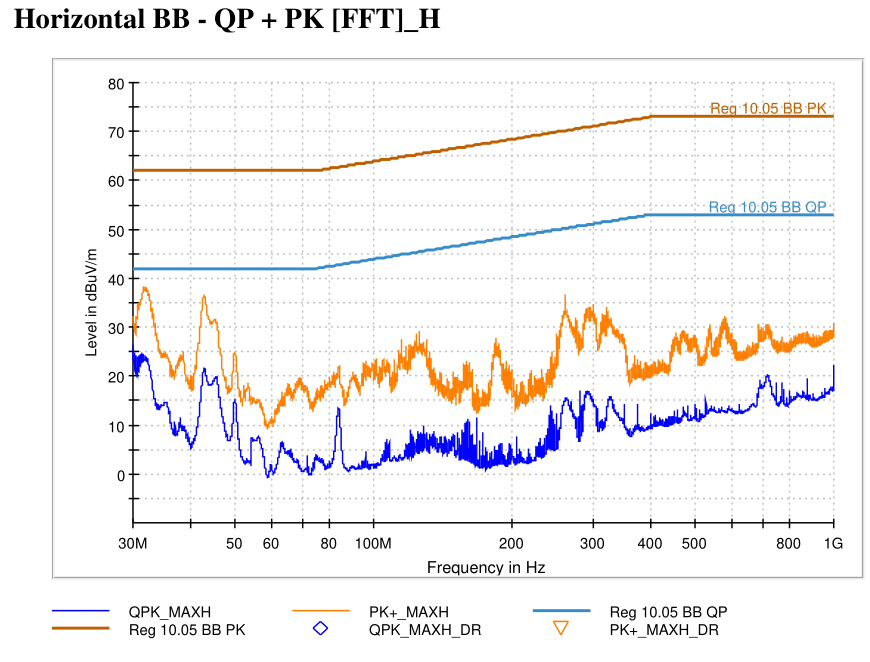 Horizontal BB - QP + PK [FFT]_H
80
Reg 10.05 BB PK
70
60
Reg 10.05 BB QP
50
40
30
20
10
0
Level in dBuV/m
30M 50 60 80 100M 200 300 400 500 800 1G
Frequency in Hz
QPK_MAXH PK+_MAXH Reg 10.05 BB QP
Reg 10.05 BB PK QPK_MAXH_DR PK+_MAXH_DR